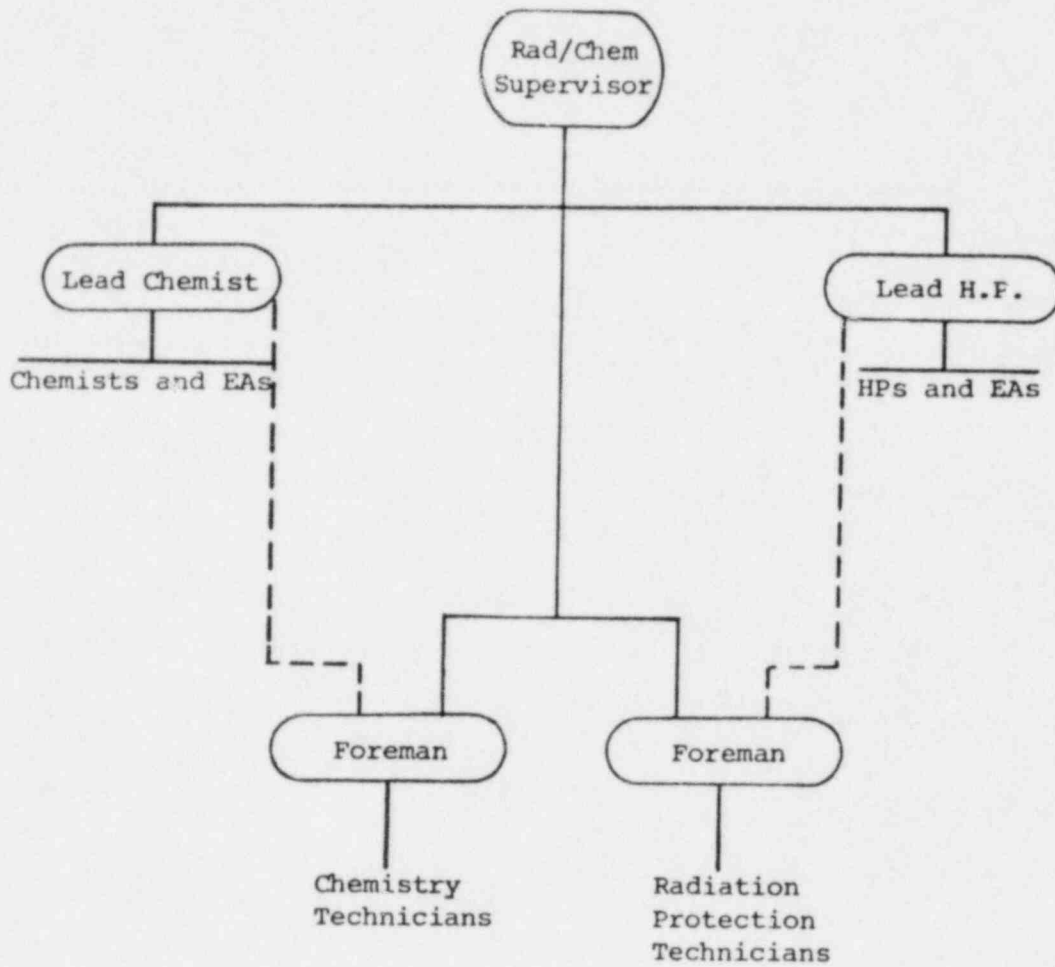 Rad/Chem
Supervisor
Lead Chemist
Lead H.P.
Chemists and EAs
HPs and EAs
Foreman
Foreman
Chemistry
Technicians
Radiation
Protection
Technicians